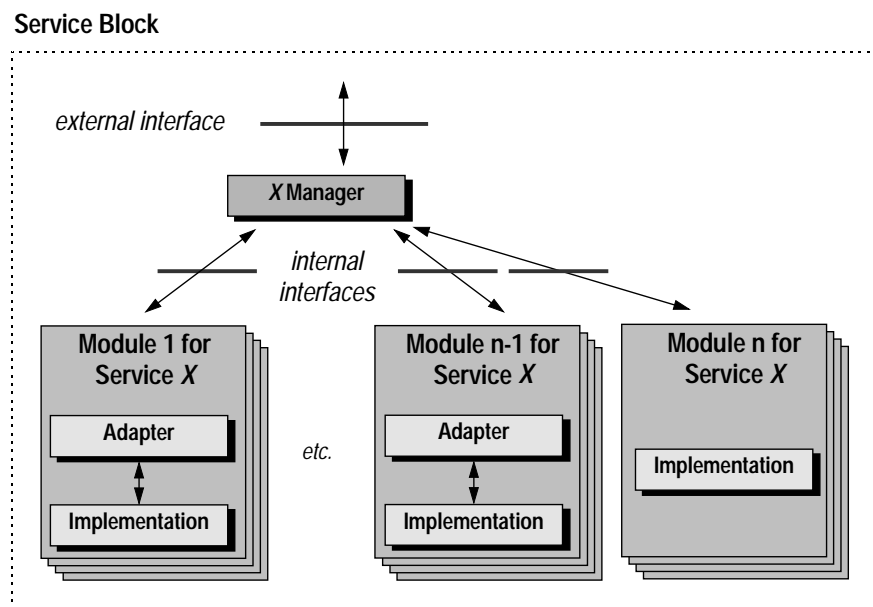 Service Block
external interface
X Manager
internal
interfaces
Module 1 for
Service X
Adapter
Implementation
etc.
Module n-1 for
Service X
Adapter
Implementation
Module n for
Service X
Implementation